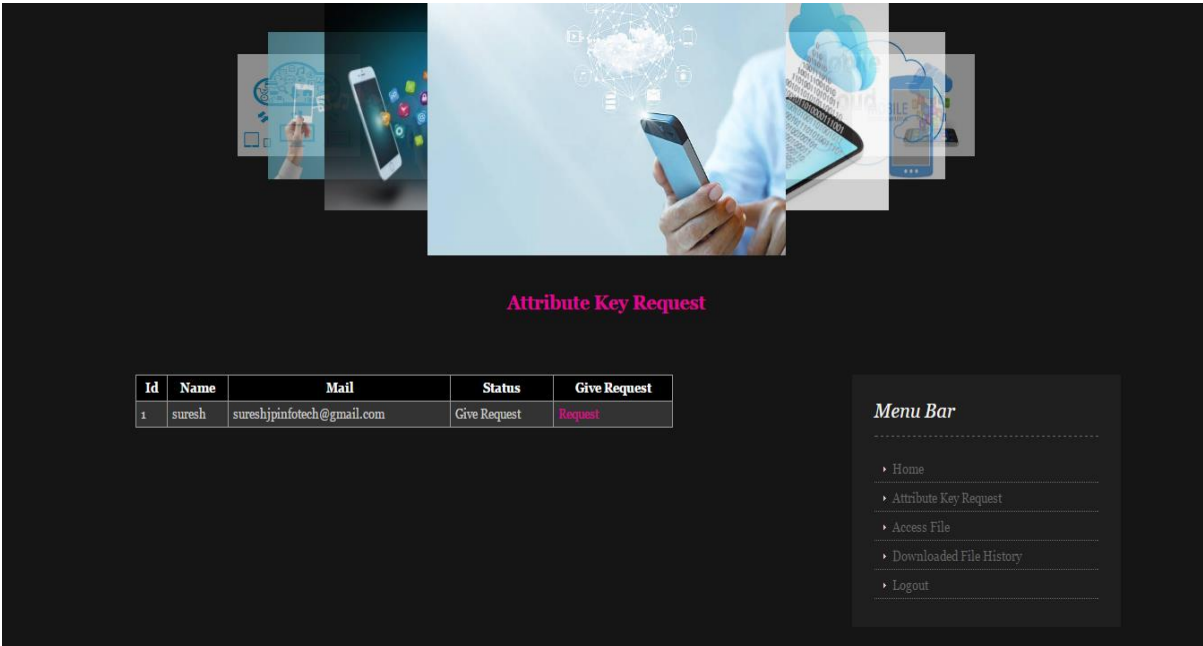 Attribute Key Request
Id Name Mail Status Give Request
1 suresh sureshjpinfotech@gmail.com Give Request Request
Menu Bar
Home
Attribute Key Request
Access File
Downloaded File History
Logout